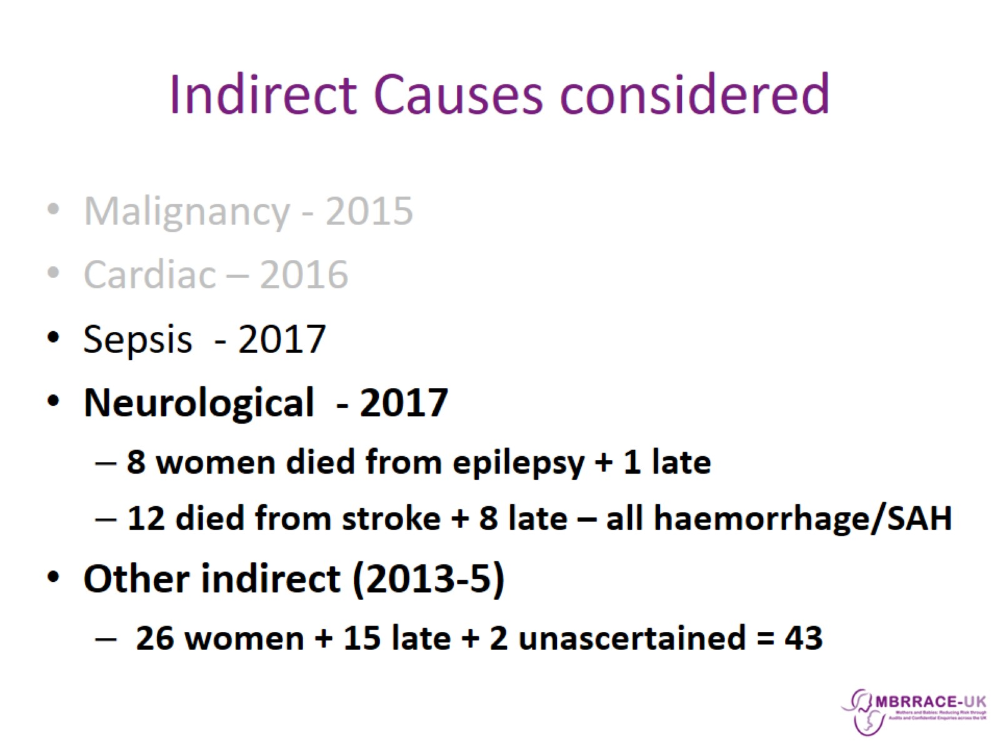 Indirect Causes considered
• Malignancy - 2015
• Cardiac – 2016
• Sepsis  - 2017
• Neurological  - 2017
– 8 women died from epilepsy + 1 late
– 12 died from stroke + 8 late – all haemorrhage/SAH
• Other indirect (2013-5)
– 26 women + 15 late + 2 unascertained = 43
MBRRACE-UK
Mothers and Babies: Reducing Risk through
Audits and Confidential Enquiries across the UK